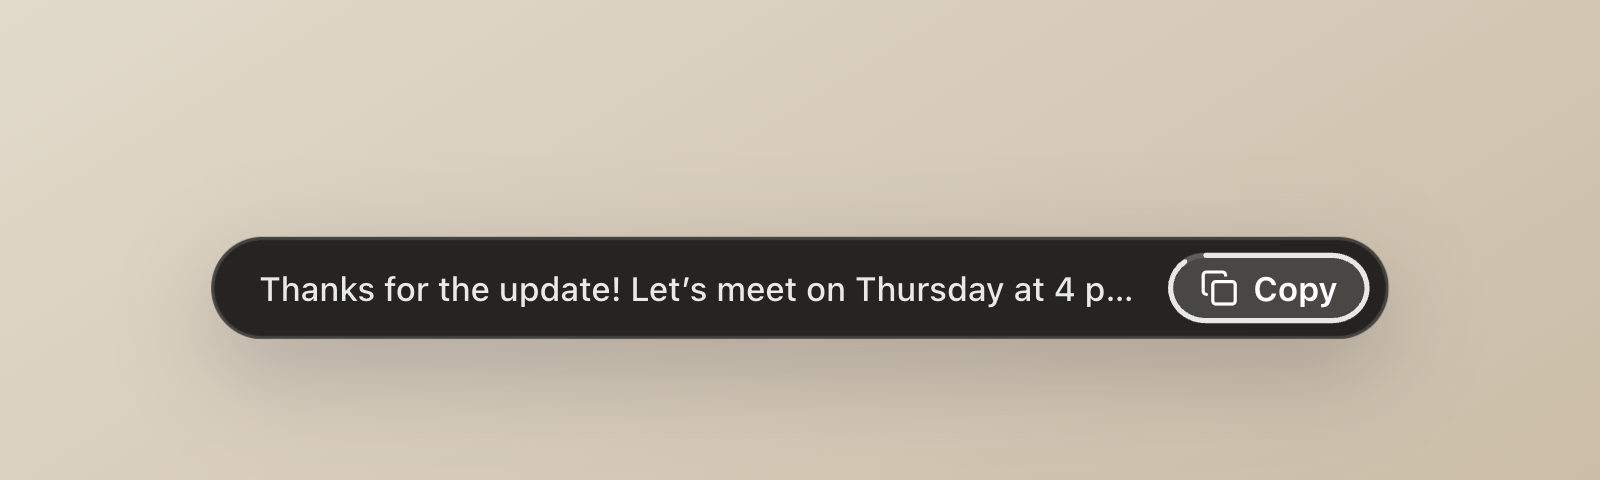 Thanks for the update! Let’s meet on Thursday at 4 p...
Copy